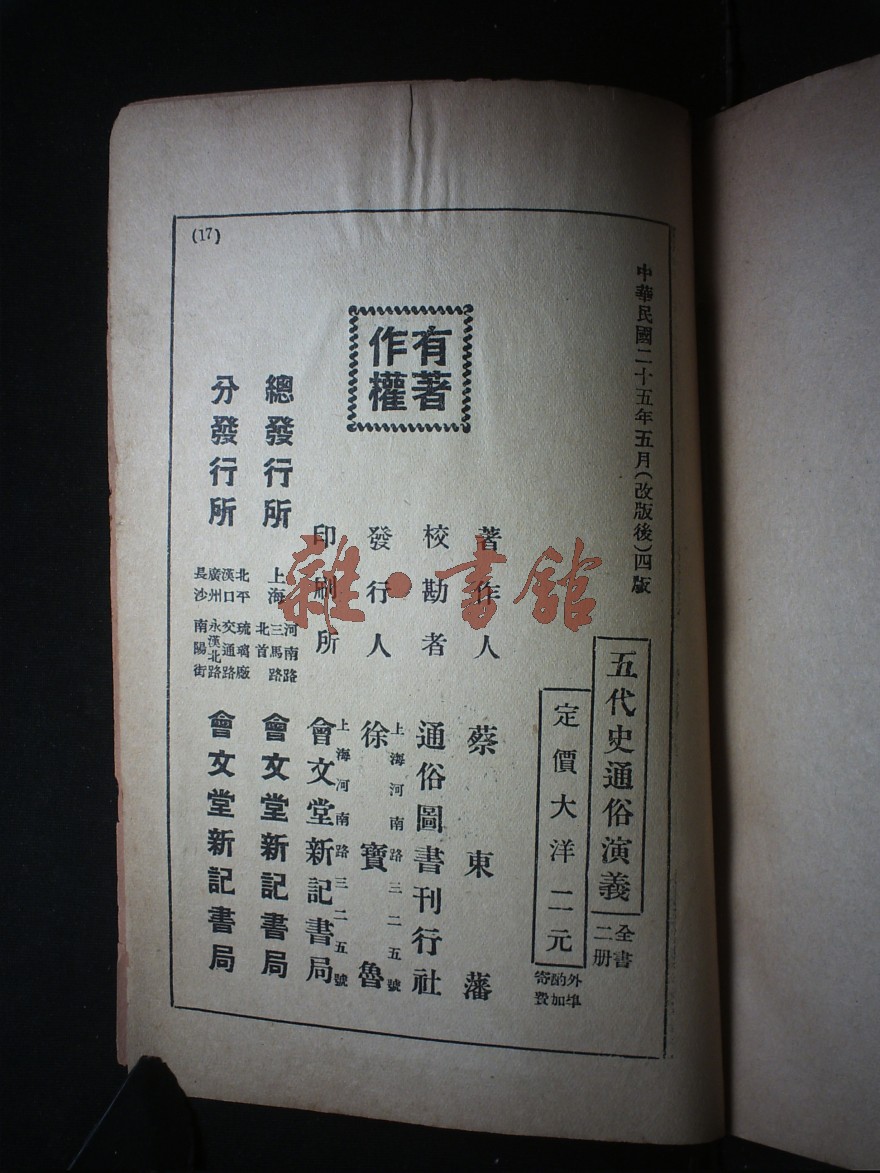 中華民國二十五年五月(改版後)四版
五代史通俗演義
全書二册
定價大洋二元
外埠酌加寄費
著作人 蔡東藩
校勘者 通俗圖書刊行社
發行人 上海河南路三二五號 徐寶魯
印刷所 上海河南路三二五號 會文堂新記書局
有著作權
總發行所 上海 河南路三馬路北首 會文堂新記書局
分發行所 北平琉璃廠 漢口交通路 廣州永漢北路 長沙南陽街 會文堂新記書局
(17)
雜·書館